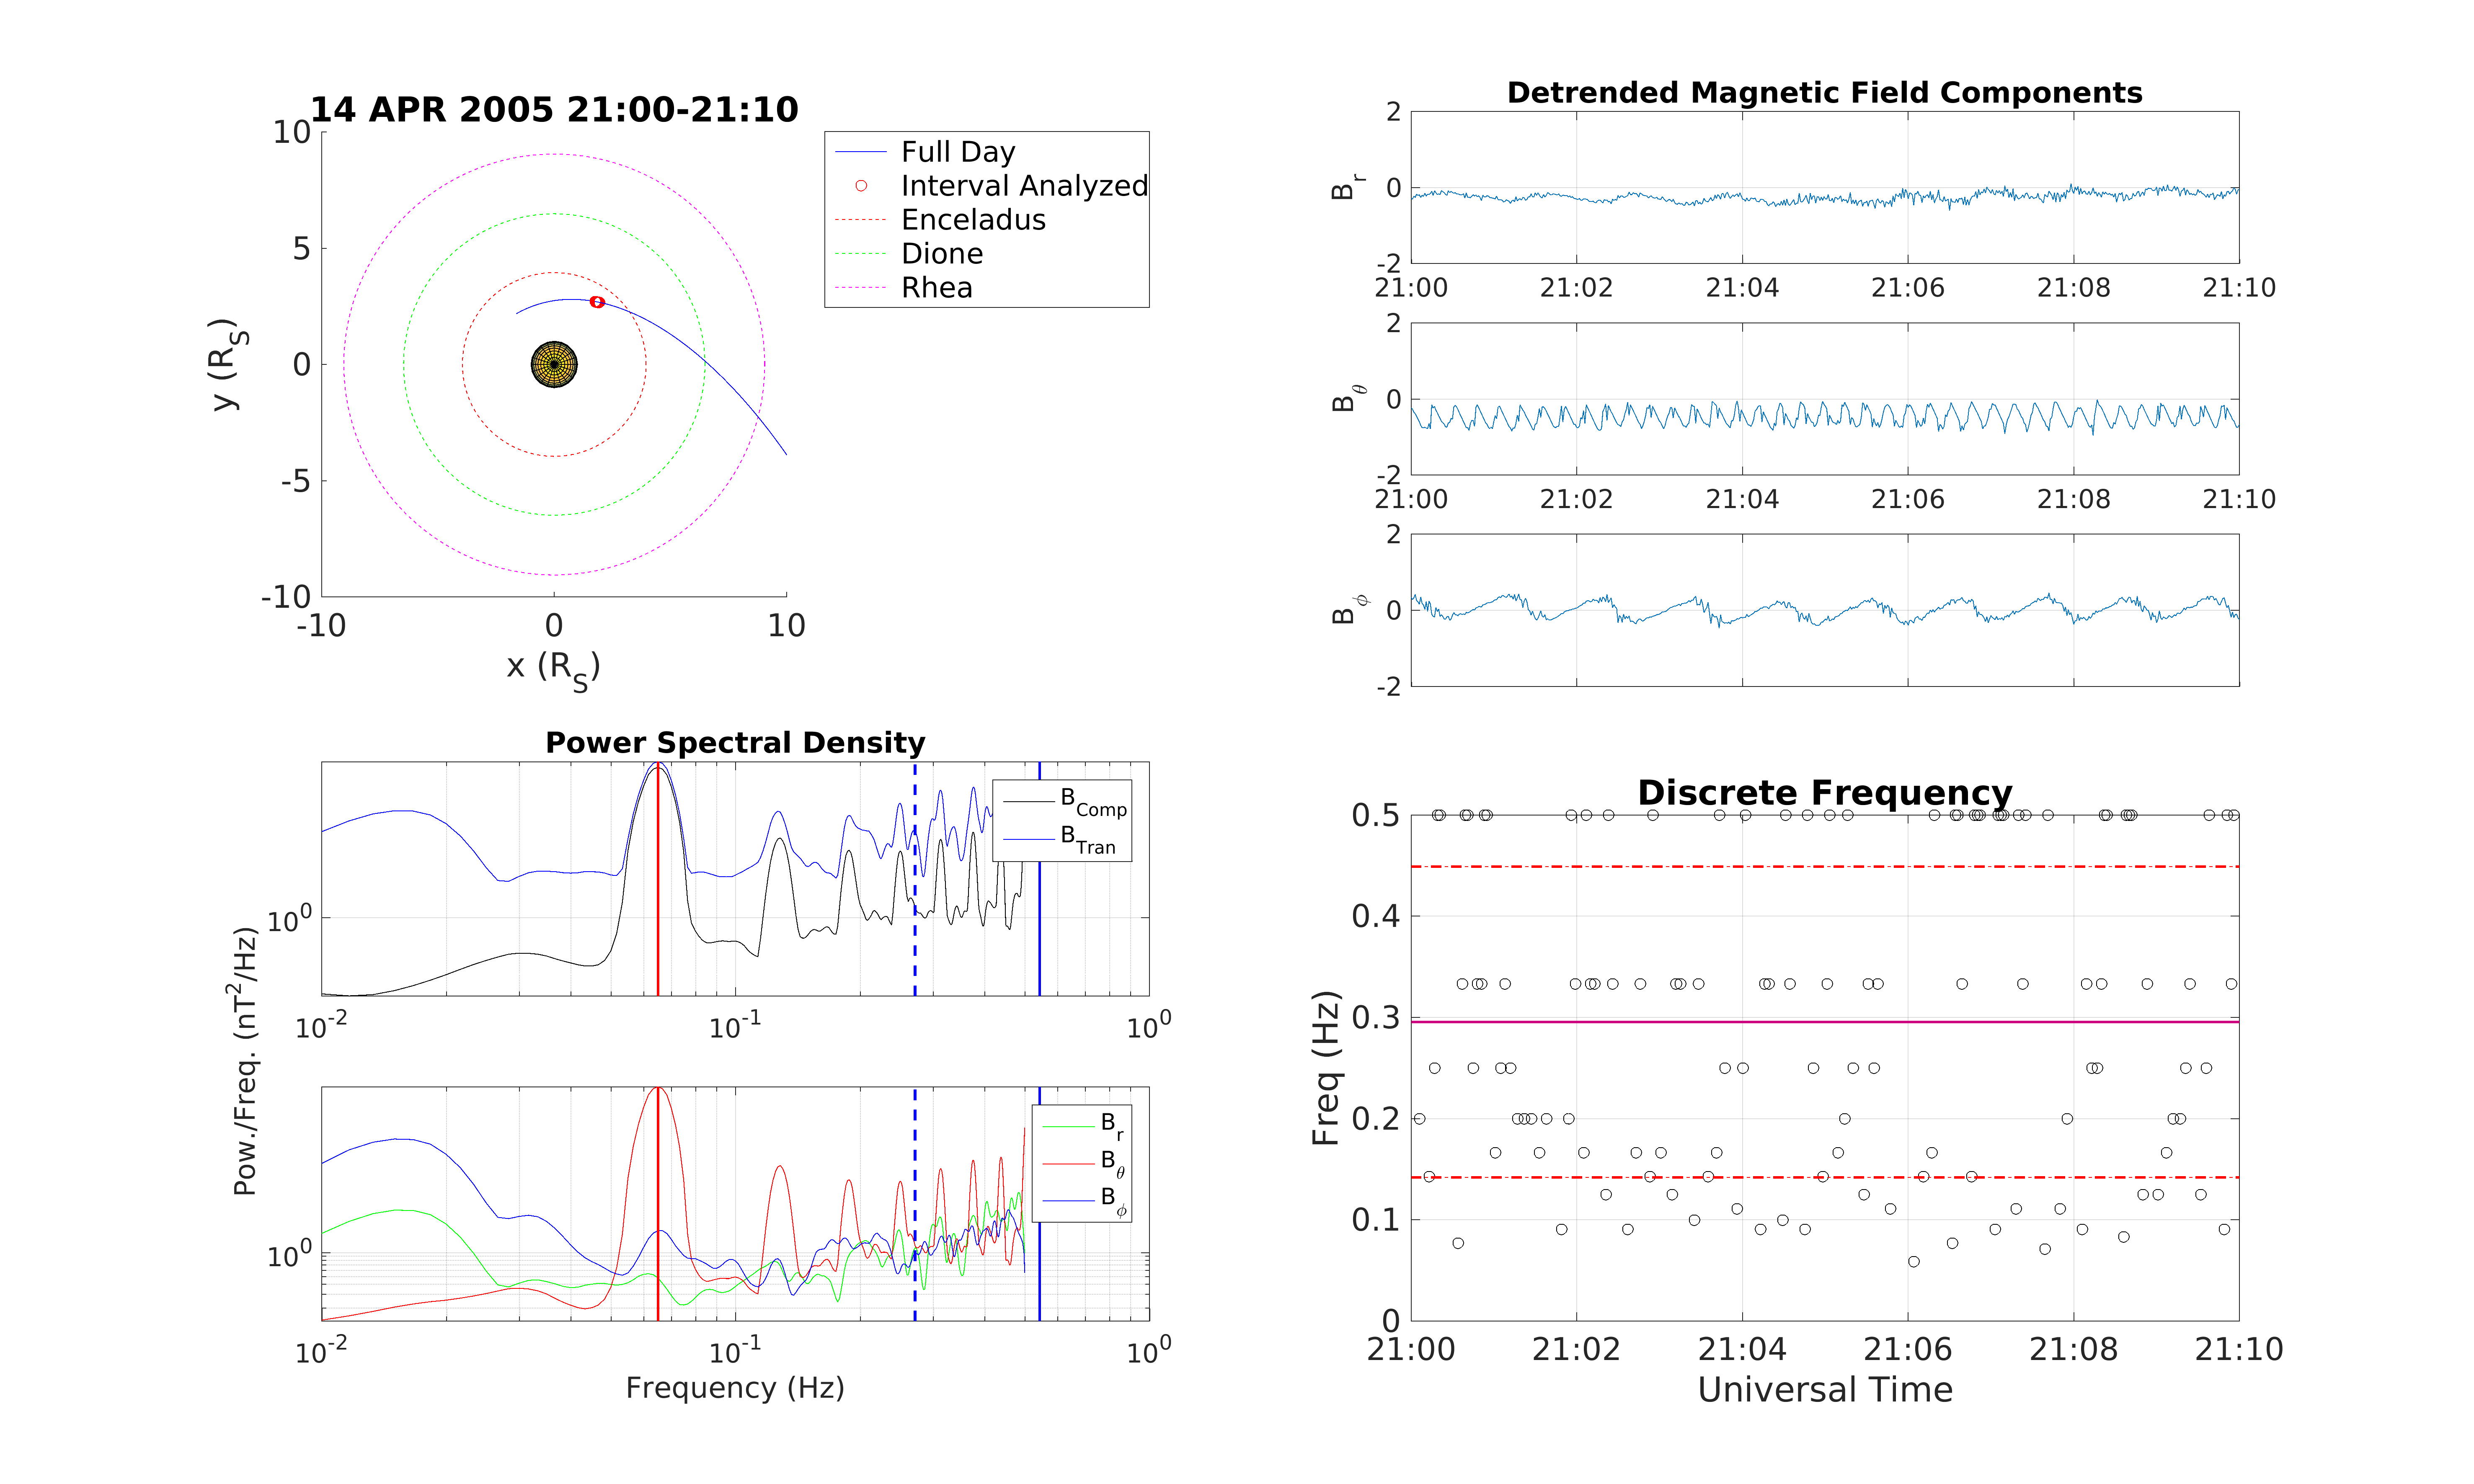 14 APR 2005 21:00-21:10
10
5
0
-5
-10
-10 0 10
y (R_S)
x (R_S)
Full Day
Interval Analyzed
Enceladus
Dione
Rhea
Detrended Magnetic Field Components
B_r
2
0
-2
21:00 21:02 21:04 21:06 21:08 21:10
B_θ
2
0
-2
21:00 21:02 21:04 21:06 21:08 21:10
B_ϕ
2
0
-2
Power Spectral Density
B_Comp
B_Tran
10^0
10^-2 10^-1 10^0
Pow./Freq. (nT^2/Hz)
B_r
B_θ
B_ϕ
10^0
10^-2 10^-1 10^0
Frequency (Hz)
Discrete Frequency
0.5
0.4
0.3
0.2
0.1
0
Freq (Hz)
21:00 21:02 21:04 21:06 21:08 21:10
Universal Time